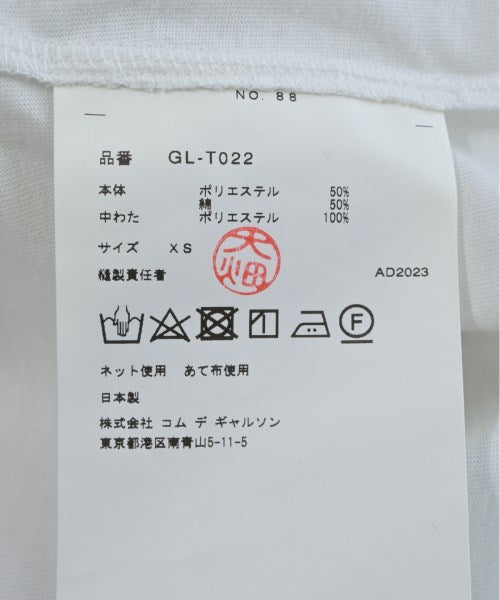 NO. 88
品番 GL-T022
本体 ポリエステル 50%
綿 50%
中わた ポリエステル 100%
サイズ XS
大畑
縫製責任者 AD2023
F
ネット使用 あて布使用
日本製
株式会社 コム デ ギャルソン
東京都港区南青山5-11-5